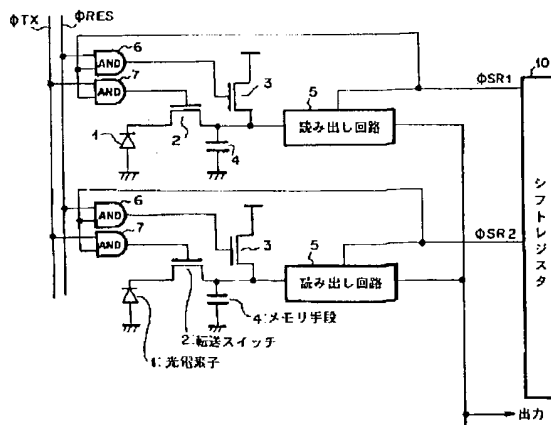 ΦTX ΦRES
6
AND
7
AND
3
5
読み出し回路
1
2
4
ΦSR1
10
シフトレジスタ
6
AND
7
AND
3
5
読み出し回路
ΦSR2
4:メモリ手段
2:転送スイッチ
1:光電素子
出力